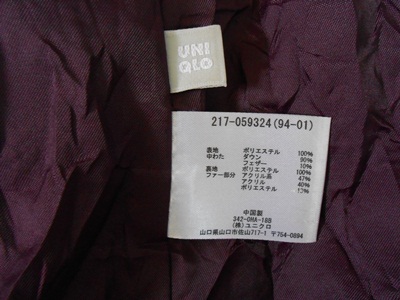 UNI
QLO
217-059324(94-01)
表地 ポリエステル 100%
中わた ダウン 90%
フェザー 10%
裏地 ポリエステル 100%
ファー部分 アクリル系 47%
アクリル 40%
ポリエステル 13%
中国製
342-0HA-18B
(株)ユニクロ
山口県山口市佐山717-1 〒754-0894